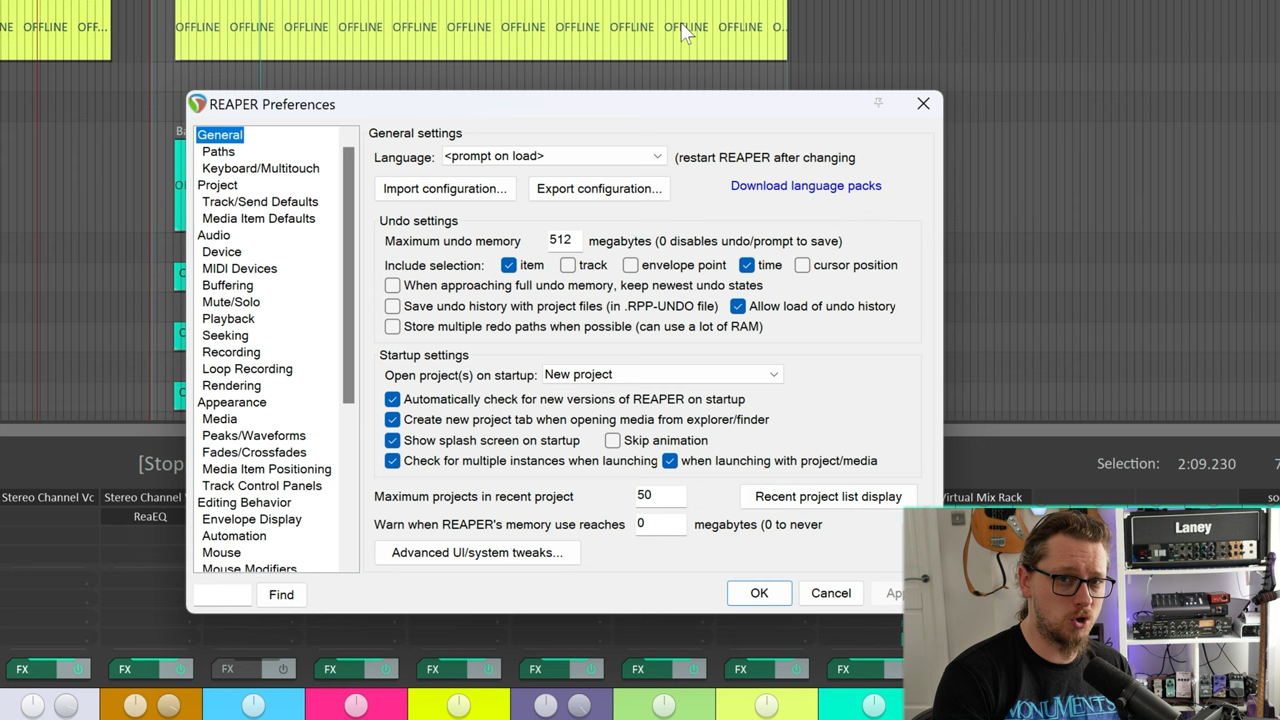 NE OFFLINE OFF... OFFLINE OFFLINE OFFLINE OFFLINE OFFLINE OFFLINE OFFLINE OFFLINE OFFLINE OFFLINE OFFLINE O...
REAPER Preferences
General
Paths
Keyboard/Multitouch
Project
Track/Send Defaults
Media Item Defaults
Audio
Device
MIDI Devices
Buffering
Mute/Solo
Playback
Seeking
Recording
Loop Recording
Rendering
Appearance
Media
Peaks/Waveforms
Fades/Crossfades
Media Item Positioning
Track Control Panels
Editing Behavior
Envelope Display
Automation
Mouse
Mouse Modifiers
Find
General settings
Language: <prompt on load> (restart REAPER after changing
Import configuration... Export configuration... Download language packs
Undo settings
Maximum undo memory 512 megabytes (0 disables undo/prompt to save)
Include selection: item track envelope point time cursor position
When approaching full undo memory, keep newest undo states
Save undo history with project files (in .RPP-UNDO file) Allow load of undo history
Store multiple redo paths when possible (can use a lot of RAM)
Startup settings
Open project(s) on startup: New project
Automatically check for new versions of REAPER on startup
Create new project tab when opening media from explorer/finder
Show splash screen on startup Skip animation
Check for multiple instances when launching when launching with project/media
Maximum projects in recent project 50 Recent project list display
Warn when REAPER's memory use reaches 0 megabytes (0 to never
Advanced UI/system tweaks...
OK Cancel App
[Stop
Selection: 2:09.230 7
Stereo Channel Vc Stereo Channel Virtual Mix Rack so
ReaEQ
FX FX FX FX FX FX FX FX FX
Laney
MONUMENTS